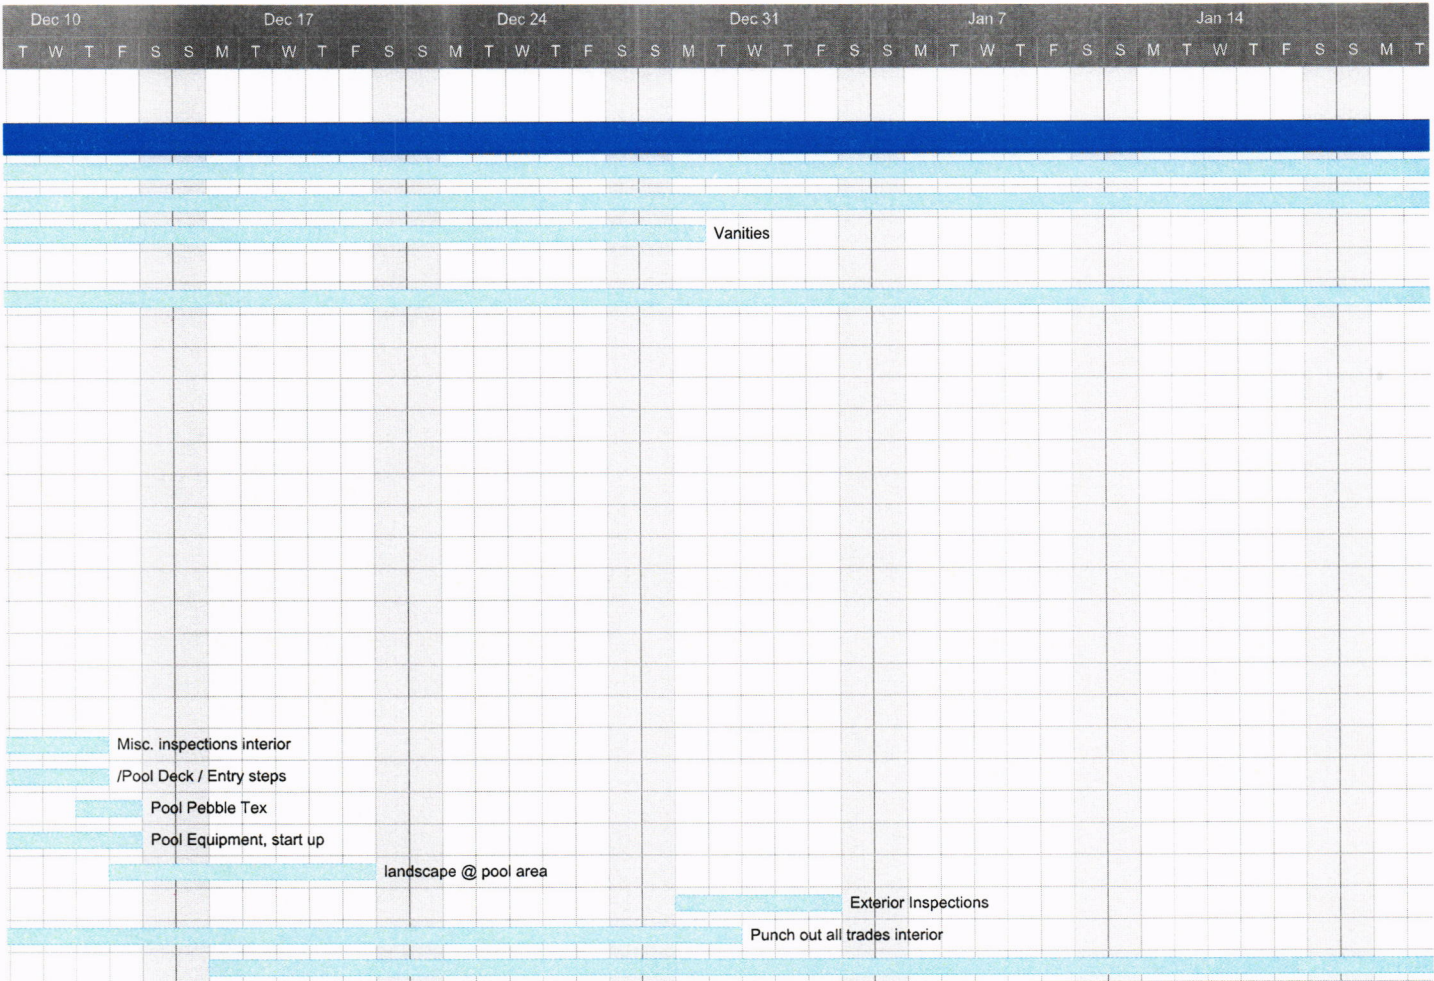 Dec 10 Dec 17 Dec 24 Dec 31 Jan 7 Jan 14
T W T F S S M T W T F S S M T W T F S S M T W T F S S M T W T F S S M T W T F S S M T
Vanities
Misc. inspections interior
/Pool Deck / Entry steps
Pool Pebble Tex
Pool Equipment, start up
landscape @ pool area
Exterior Inspections
Punch out all trades interior